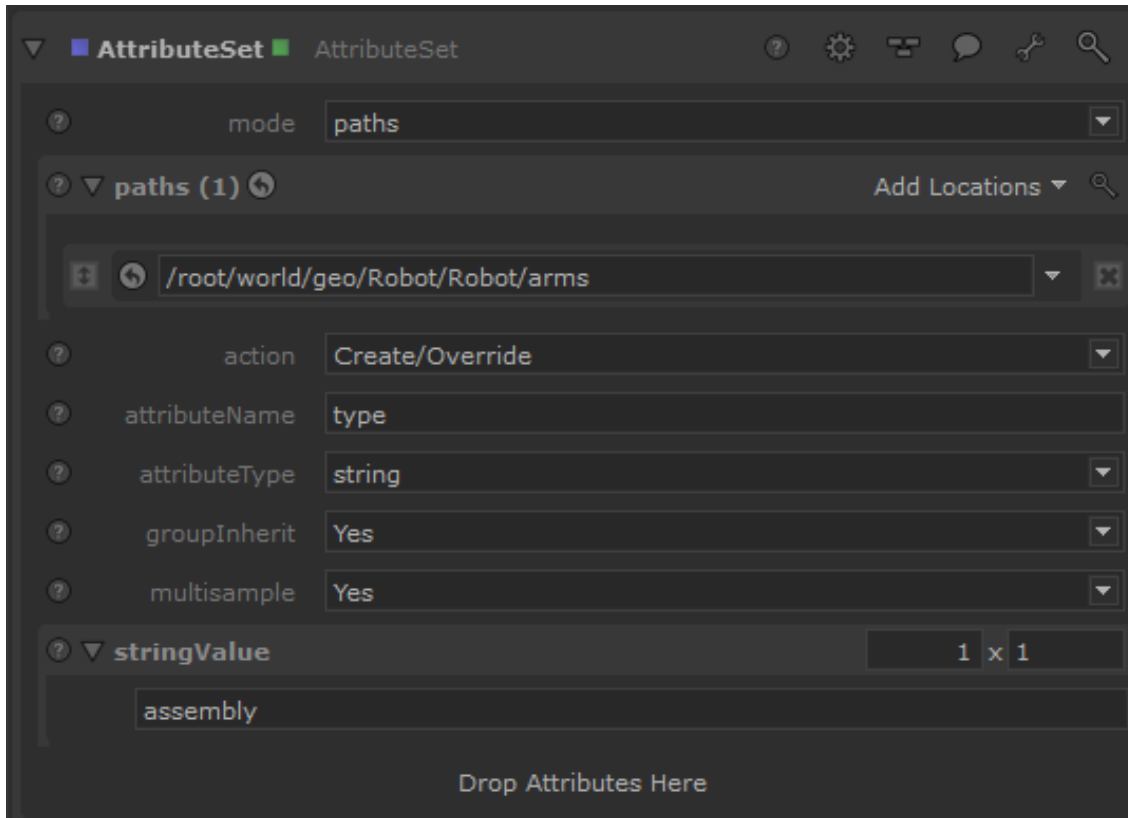 AttributeSet AttributeSet
mode paths
paths (1) Add Locations
/root/world/geo/Robot/Robot/arms
action Create/Override
attributeName type
attributeType string
groupInherit Yes
multisample Yes
stringValue 1 x 1
assembly
Drop Attributes Here